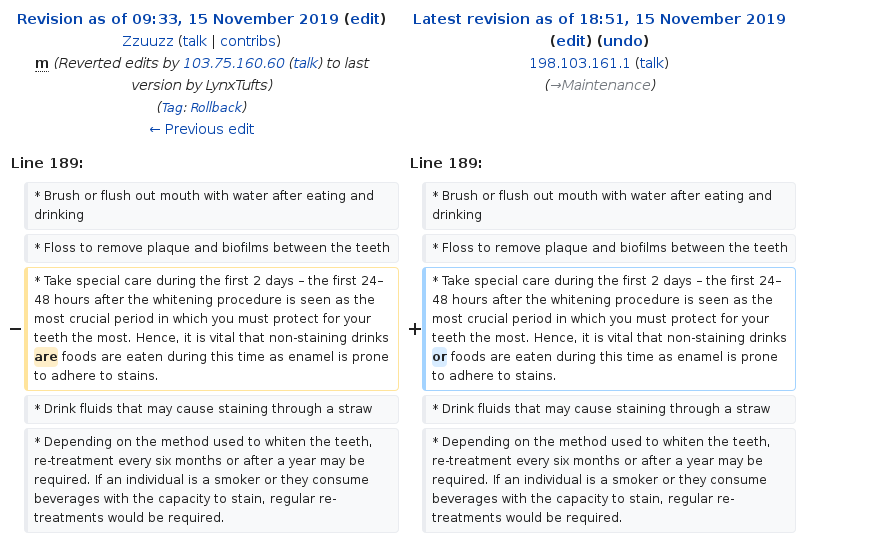 Revision as of 09:33, 15 November 2019 (edit)
Zzuuzz (talk | contribs)
m (Reverted edits by 103.75.160.60 (talk) to last
version by LynxTufts)
(Tag: Rollback)
← Previous edit
Latest revision as of 18:51, 15 November 2019
(edit) (undo)
198.103.161.1 (talk)
(→Maintenance)
Line 189:
Line 189:
* Brush or flush out mouth with water after eating and
drinking
* Brush or flush out mouth with water after eating and
drinking
* Floss to remove plaque and biofilms between the teeth
* Floss to remove plaque and biofilms between the teeth
−
* Take special care during the first 2 days – the first 24–
48 hours after the whitening procedure is seen as the
most crucial period in which you must protect for your
teeth the most. Hence, it is vital that non-staining drinks
are foods are eaten during this time as enamel is prone
to adhere to stains.
+
* Take special care during the first 2 days – the first 24–
48 hours after the whitening procedure is seen as the
most crucial period in which you must protect for your
teeth the most. Hence, it is vital that non-staining drinks
or foods are eaten during this time as enamel is prone
to adhere to stains.
* Drink fluids that may cause staining through a straw
* Drink fluids that may cause staining through a straw
* Depending on the method used to whiten the teeth,
re-treatment every six months or after a year may be
required. If an individual is a smoker or they consume
beverages with the capacity to stain, regular re-
treatments would be required.
* Depending on the method used to whiten the teeth,
re-treatment every six months or after a year may be
required. If an individual is a smoker or they consume
beverages with the capacity to stain, regular re-
treatments would be required.